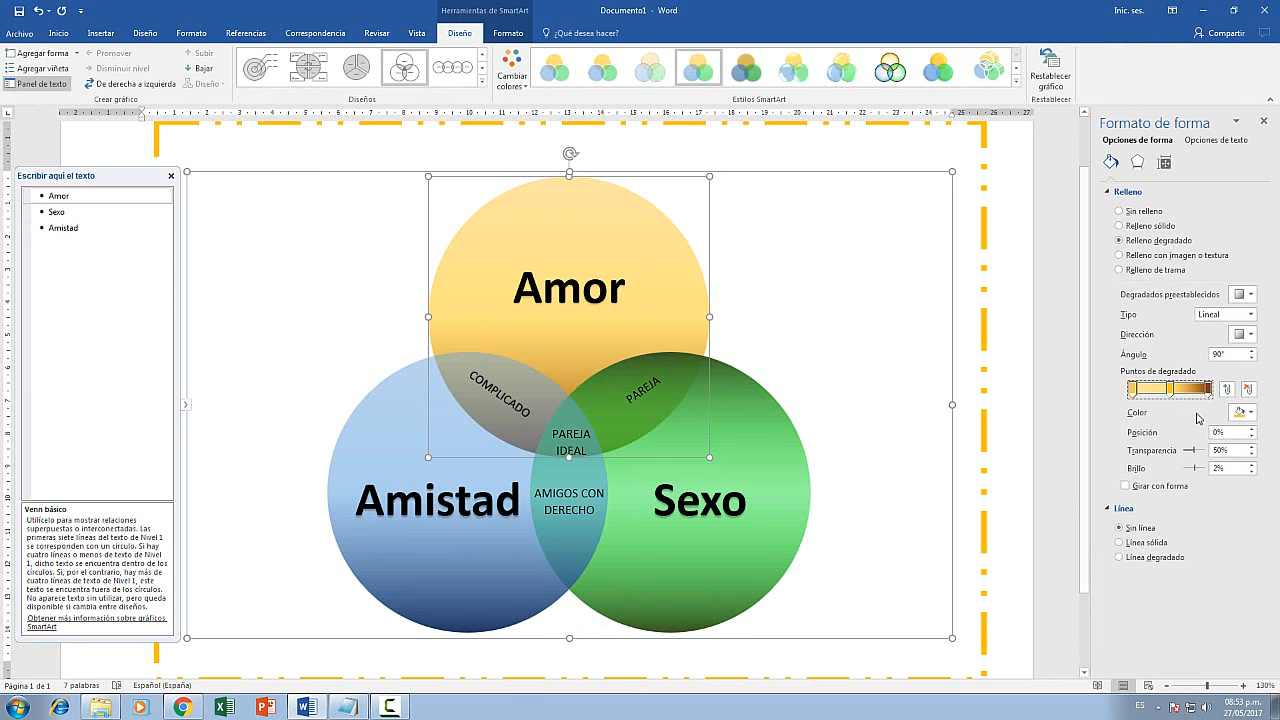 Herramientas de SmartArt
Documento1 - Word
Inic. ses.
Archivo Inicio Insertar Diseño Formato Referencias Correspondencia Revisar Vista Diseño Formato ¿Qué desea hacer? Compartir
Agregar forma Promover Subir
Agregar viñeta Disminuir nivel Bajar
Panel de texto De derecha a izquierda Diseño
Crear gráfico
Diseños
Cambiar
colores
Estilos SmartArt
Restablecer
gráfico
Restablecer
Escribir aquí el texto
Amor
Sexo
Amistad
Venn básico
Utilícelo para mostrar relaciones
superpuestas o interconectadas. Las
primeras siete líneas del texto de Nivel 1
se corresponden con un círculo. Si hay
cuatro líneas o menos de texto de Nivel
1, dicho texto se encuentra dentro de los
círculos. Si, por el contrario, hay más de
cuatro líneas de texto de Nivel 1, este
texto se encuentra fuera de los círculos.
No aparece texto sin utilizar, pero queda
disponible si cambia entre diseños.
Obtener más información sobre gráficos
SmartArt
Amor
COMPLICADO
PAREJA
PAREJA
IDEAL
Amistad
AMIGOS CON
DERECHO
Sexo
Formato de forma
Opciones de forma Opciones de texto
Relleno
Sin relleno
Relleno sólido
Relleno degradado
Relleno con imagen o textura
Relleno de trama
Degradados preestablecidos
Tipo Lineal
Dirección
Ángulo 90°
Puntos de degradado
Color
Posición 0%
Transparencia 50%
Brillo 2%
Girar con forma
Línea
Sin línea
Línea sólida
Línea degradado
Página 1 de 1 7 palabras Español (España) 130%
ES 08:53 p.m.
27/05/2017